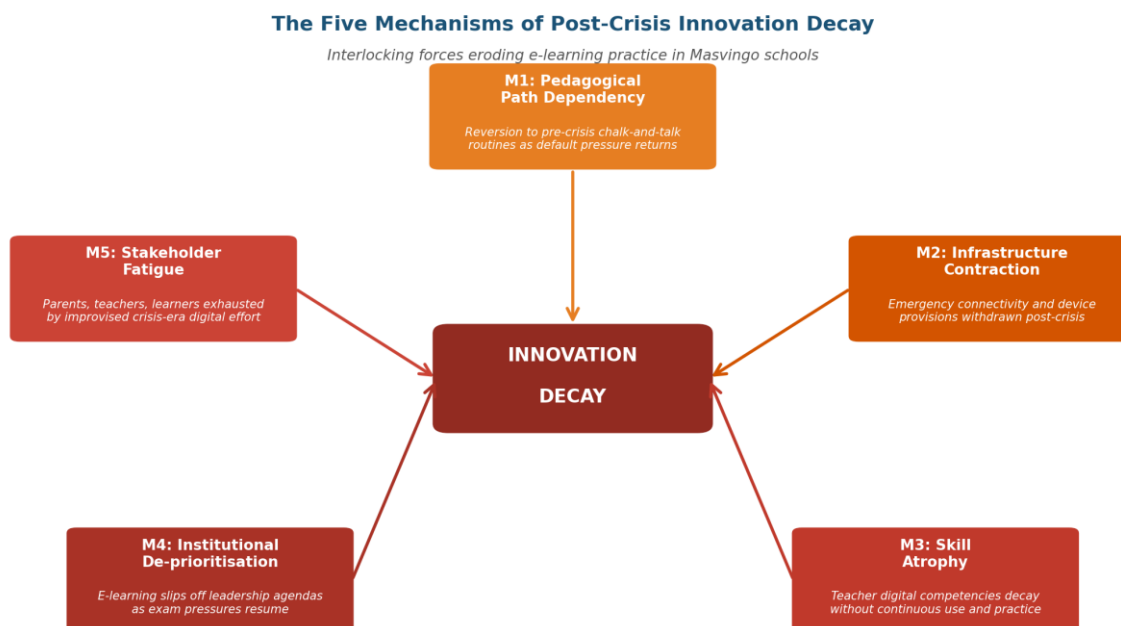 The Five Mechanisms of Post-Crisis Innovation Decay
Interlocking forces eroding e-learning practice in Masvingo schools
M1: Pedagogical
Path Dependency
Reversion to pre-crisis chalk-and-talk
routines as default pressure returns
M5: Stakeholder
Fatigue
Parents, teachers, learners exhausted
by improvised crisis-era digital effort
M2: Infrastructure
Contraction
Emergency connectivity and device
provisions withdrawn post-crisis
INNOVATION
DECAY
M4: Institutional
De-prioritisation
E-learning slips off leadership agendas
as exam pressures resume
M3: Skill
Atrophy
Teacher digital competencies decay
without continuous use and practice